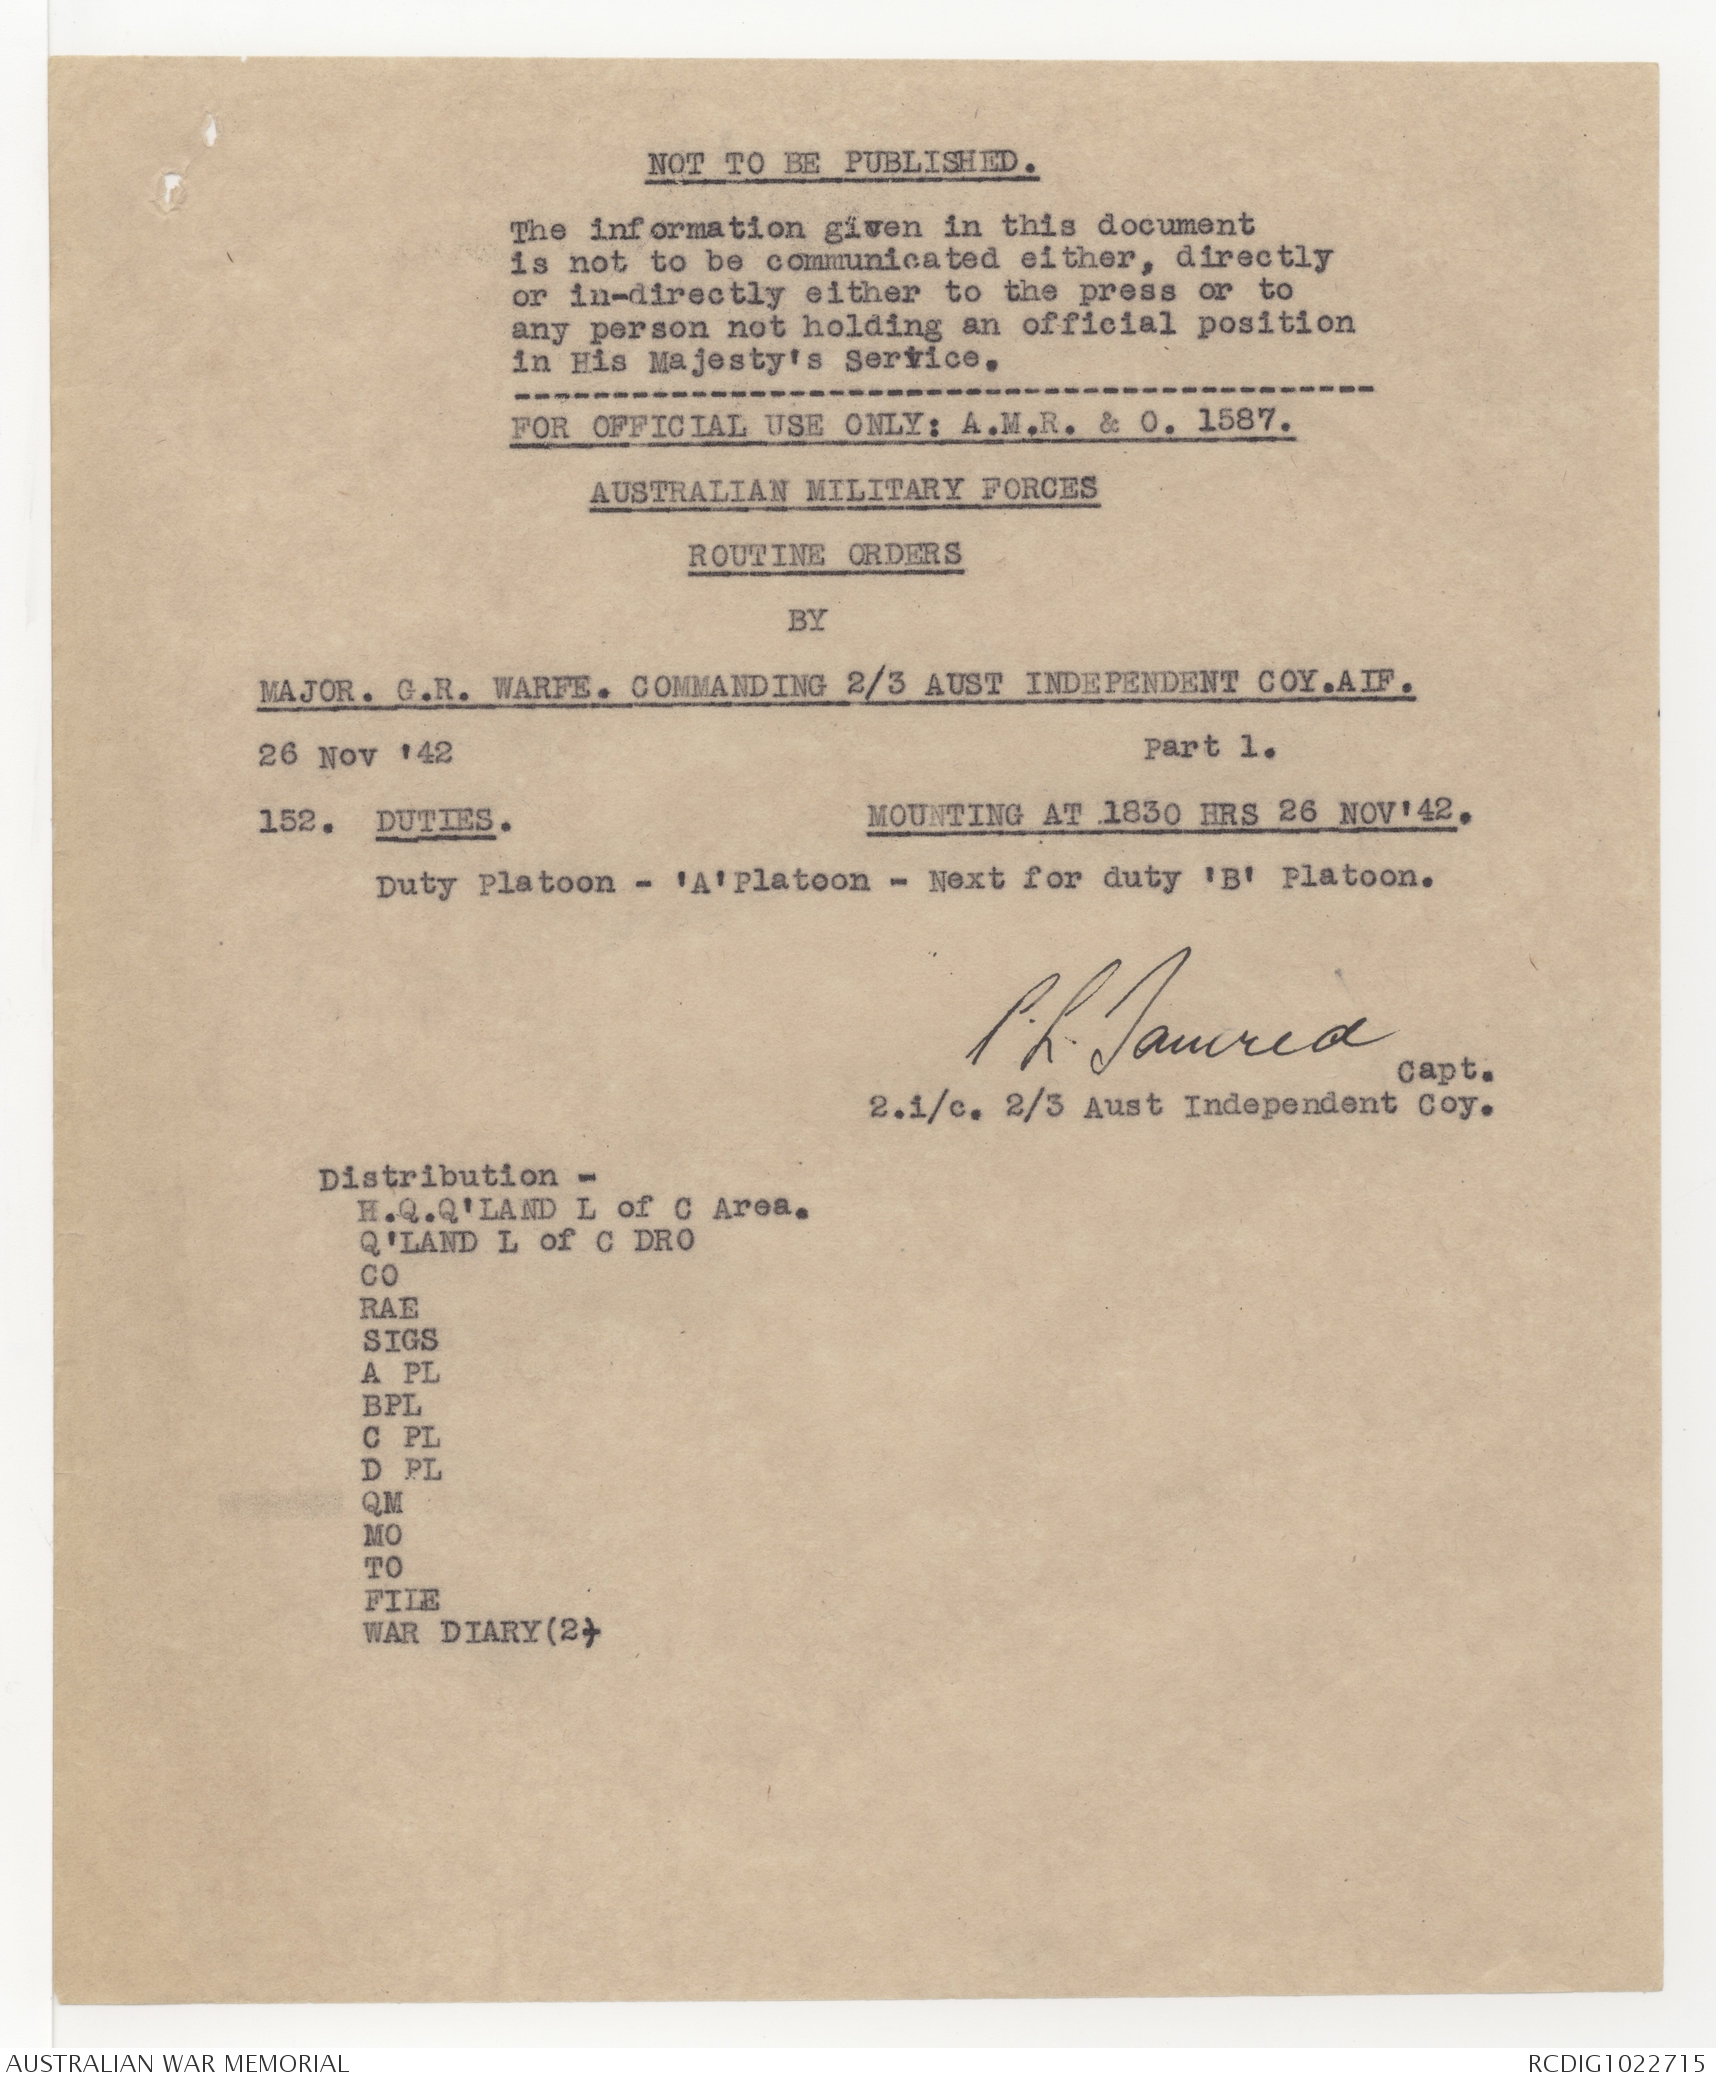 NOT TO BE PUBLISHED.
The information given in this document
is not to be communicated either, directly
or in-directly either to the press or to
any person not holding an official position
in His Majesty's Service.
--------------------------------------------
FOR OFFICIAL USE ONLY: A.M.R. & O. 1587.
AUSTRALIAN MILITARY FORCES
ROUTINE ORDERS
BY
MAJOR. G.R. WARFE. COMMANDING 2/3 AUST INDEPENDENT COY.AIF.
26 Nov '42 Part 1.
152. DUTIES. MOUNTING AT 1830 HRS 26 NOV'42.
Duty Platoon - 'A'Platoon - Next for duty 'B' Platoon.
P.L. Tancred
Capt.
2.i/c. 2/3 Aust Independent Coy.
Distribution -
H.Q.Q'LAND L of C Area.
Q'LAND L of C DRO
CO
RAE
SIGS
A PL
BPL
C PL
D PL
QM
MO
TO
FILE
WAR DIARY(2)
AUSTRALIAN WAR MEMORIAL RCDIG1022715